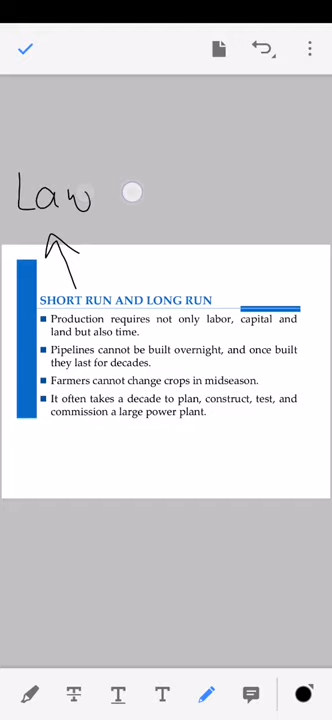 Law
SHORT RUN AND LONG RUN
Production requires not only labor, capital and
land but also time.
Pipelines cannot be built overnight, and once built
they last for decades.
Farmers cannot change crops in midseason.
It often takes a decade to plan, construct, test, and
commission a large power plant.